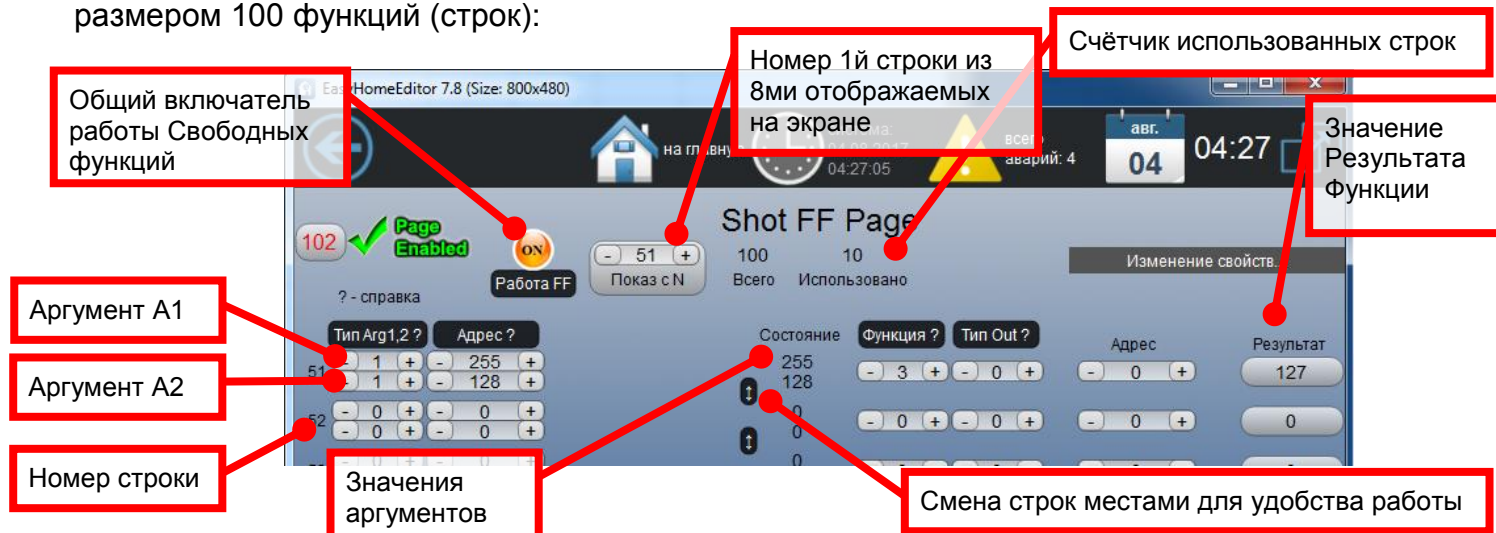 размером 100 функций (строк):
Общий включатель
работы Свободных
функций
Номер 1й строки из
8ми отображаемых
на экране
Счётчик использованных строк
Значение
Результата
Функции
EasyHomeEditor 7.8 (Size: 800x480)
на главную
04:27:05
всего
аварий: 4
авг.
04
04:27
102
Page
Enabled
ON
Работа FF
- 51 +
Показ с N
Shot FF Page
100 10
Всего Использовано
Изменение свойств..
? - справка
Аргумент А1
Аргумент А2
Номер строки
Тип Arg1,2 ? Адрес ? Состояние Функция ? Тип Out ? Адрес Результат
51 - 1 + - 255 + 255 - 3 + - 0 + - 0 + 127
- 1 + - 128 + 128
52 - 0 + - 0 + 0 - 0 + - 0 + - 0 + 0
- 0 + - 0 + 0
- 0 + - 0 + 0
Значения
аргументов
Смена строк местами для удобства работы